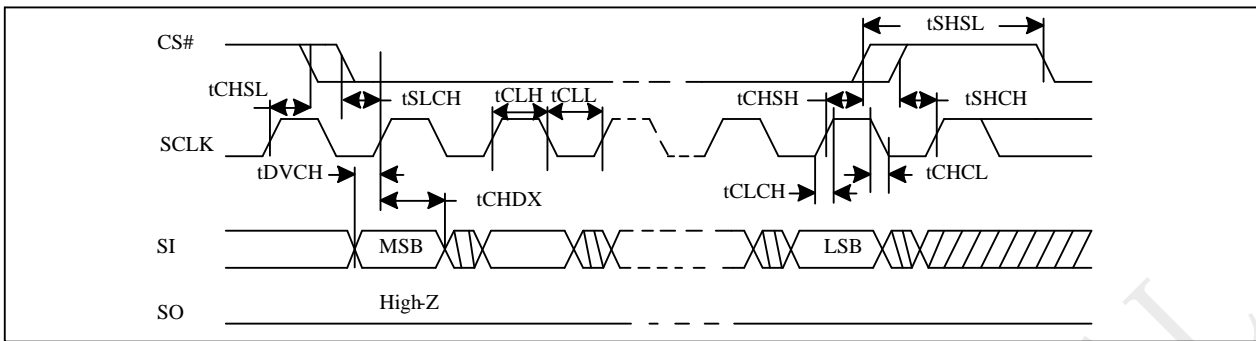 CS#
tSHSL
tCHSL
tSLCH
tCLH
tCLL
tCHSH
tSHCH
SCLK
tDVCH
tCHDX
tCLCH
tCHCL
SI
MSB
LSB
SO
High-Z